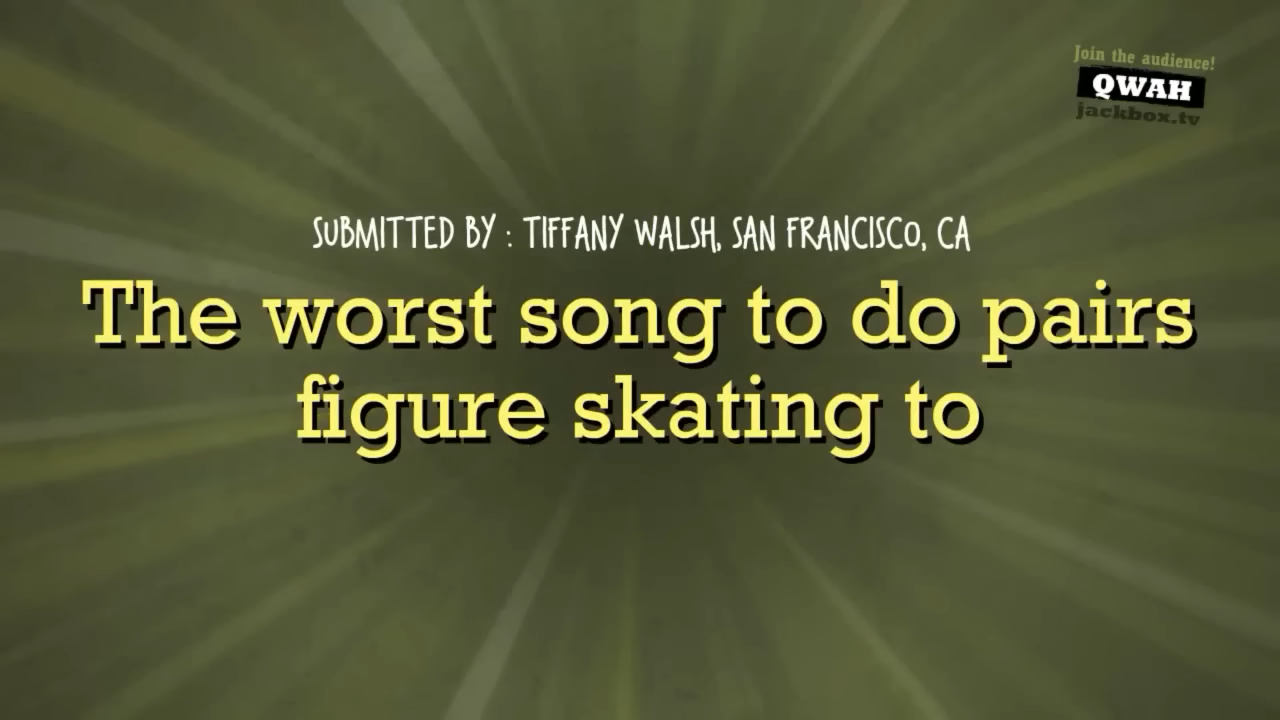 Join the audience!
QWAH
jackbox.tv
SUBMITTED BY : TIFFANY WALSH, SAN FRANCISCO, CA
The worst song to do pairs
figure skating to